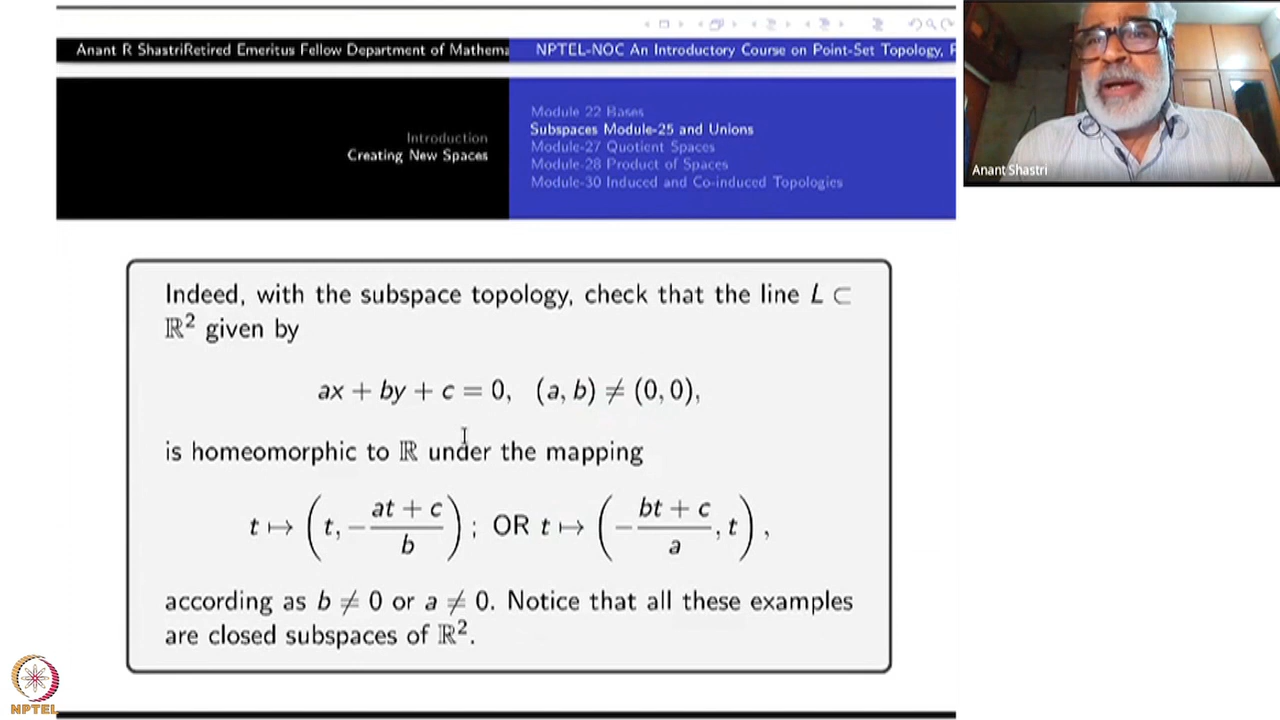 Anant R ShastriRetired Emeritus Fellow Department of Mathema
NPTEL-NOC An Introductory Course on Point-Set Topology, P
Introduction
Creating New Spaces
Module 22 Bases
Subspaces Module-25 and Unions
Module-27 Quotient Spaces
Module-28 Product of Spaces
Module-30 Induced and Co-induced Topologies
Anant Shastri
Indeed, with the subspace topology, check that the line L ⊂
ℝ² given by
ax + by + c = 0, (a, b) ≠ (0, 0),
is homeomorphic to ℝ under the mapping
t ↦ (t, −(at + c)/b) ; OR t ↦ (−(bt + c)/a, t),
according as b ≠ 0 or a ≠ 0. Notice that all these examples
are closed subspaces of ℝ².
NPTEL